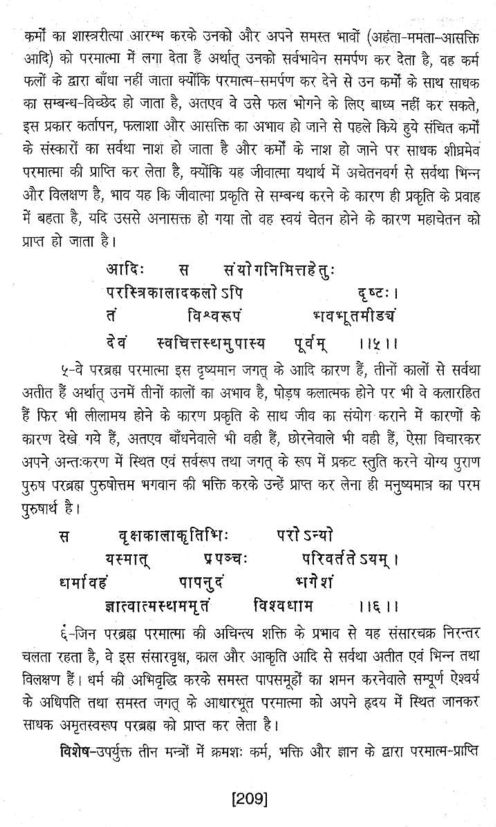 कर्मों का शास्त्ररीत्या आरम्भ करके उनको और अपने समस्त भावों (अहंता-ममता-आसक्ति
आदि) को परमात्मा में लगा देता हैं अर्थात् उनको सर्वभावेन समर्पण कर देता है, वह कर्म
फलों के द्वारा बाँधा नहीं जाता क्योंकि परमात्म-समर्पण कर देने से उन कर्मों के साथ साधक
का सम्बन्ध-विच्छेद हो जाता है, अतएव वे उसे फल भोगने के लिए बाध्य नहीं कर सकते,
इस प्रकार कर्तापन, फलाशा और आसक्ति का अभाव हो जाने से पहले किये हुये संचित कर्मों
के संस्कारों का सर्वथा नाश हो जाता है और कर्मों के नाश हो जाने पर साधक शीघ्रमेव
परमात्मा की प्राप्ति कर लेता है, क्योंकि यह जीवात्मा यथार्थ में अचेतनवर्ग से सर्वथा भिन्न
और विलक्षण है, भाव यह कि जीवात्मा प्रकृति से सम्बन्ध करने के कारण ही प्रकृति के प्रवाह
में बहता है, यदि उससे अनासक्त हो गया तो वह स्वयं चेतन होने के कारण महाचेतन को
प्राप्त हो जाता है।
आदिः स संयोगनिमित्तहेतुः
परस्त्रिकालादकलोऽपि दृष्टः।
तं विश्वरूपं भवभूतमीड्यं
देवं स्वचित्तस्थमुपास्य पूर्वम् ।।५।।
५-वे परब्रह्म परमात्मा इस दृष्यमान जगत् के आदि कारण हैं, तीनों कालों से सर्वथा
अतीत हैं अर्थात् उनमें तीनों कालों का अभाव है, षोड़ष कलात्मक होने पर भी वे कलारहित
हैं फिर भी लीलामय होने के कारण प्रकृति के साथ जीव का संयोग कराने में कारणों के
कारण देखे गये हैं, अतएव बाँधनेवाले भी वही हैं, छोरनेवाले भी वही हैं, ऐसा विचारकर
अपने अन्तःकरण में स्थित एवं सर्वरूप तथा जगत् के रूप में प्रकट स्तुति करने योग्य पुराण
पुरुष परब्रह्म पुरुषोत्तम भगवान की भक्ति करके उन्हें प्राप्त कर लेना ही मनुष्यमात्र का परम
पुरुषार्थ है।
स वृक्षकालाकृतिभिः परोऽन्यो
यस्मात् प्रपञ्चः परिवर्ततेऽयम्।
धर्मावहं पापनुदं भगेशं
ज्ञात्वात्मस्थममृतं विश्वधाम ।।६।।
६-जिन परब्रह्म परमात्मा की अचिन्त्य शक्ति के प्रभाव से यह संसारचक्र निरन्तर
चलता रहता है, वे इस संसारवृक्ष, काल और आकृति आदि से सर्वथा अतीत एवं भिन्न तथा
विलक्षण हैं। धर्म की अभिवृद्धि करके समस्त पापसमूहों का शमन करनेवाले सम्पूर्ण ऐश्वर्य
के अधिपति तथा समस्त जगत् के आधारभूत परमात्मा को अपने हृदय में स्थित जानकर
साधक अमृतस्वरूप परब्रह्म को प्राप्त कर लेता है।
विशेष-उपर्युक्त तीन मन्त्रों में क्रमशः कर्म, भक्ति और ज्ञान के द्वारा परमात्म-प्राप्ति
[209]